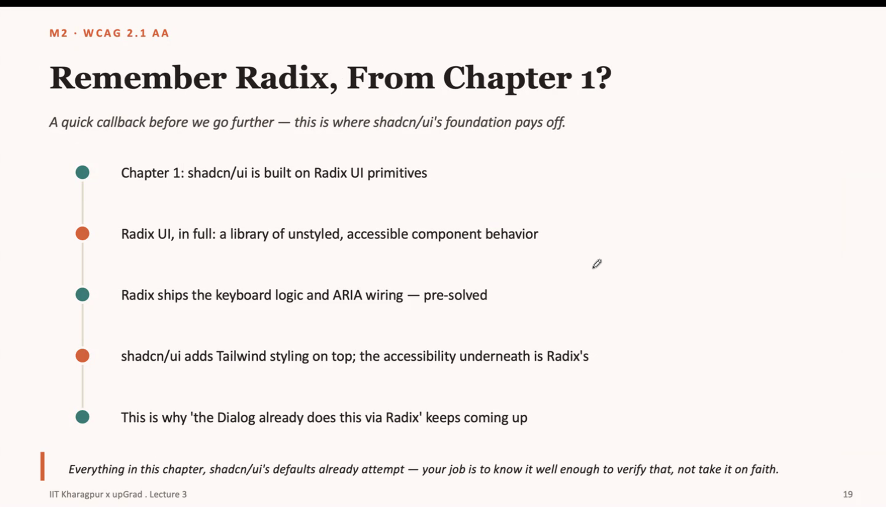 M2 · WCAG 2.1 AA
Remember Radix, From Chapter 1?
A quick callback before we go further — this is where shadcn/ui's foundation pays off.
Chapter 1: shadcn/ui is built on Radix UI primitives
Radix UI, in full: a library of unstyled, accessible component behavior
Radix ships the keyboard logic and ARIA wiring — pre-solved
shadcn/ui adds Tailwind styling on top; the accessibility underneath is Radix's
This is why 'the Dialog already does this via Radix' keeps coming up
Everything in this chapter, shadcn/ui's defaults already attempt — your job is to know it well enough to verify that, not take it on faith.
IIT Kharagpur x upGrad . Lecture 3
19